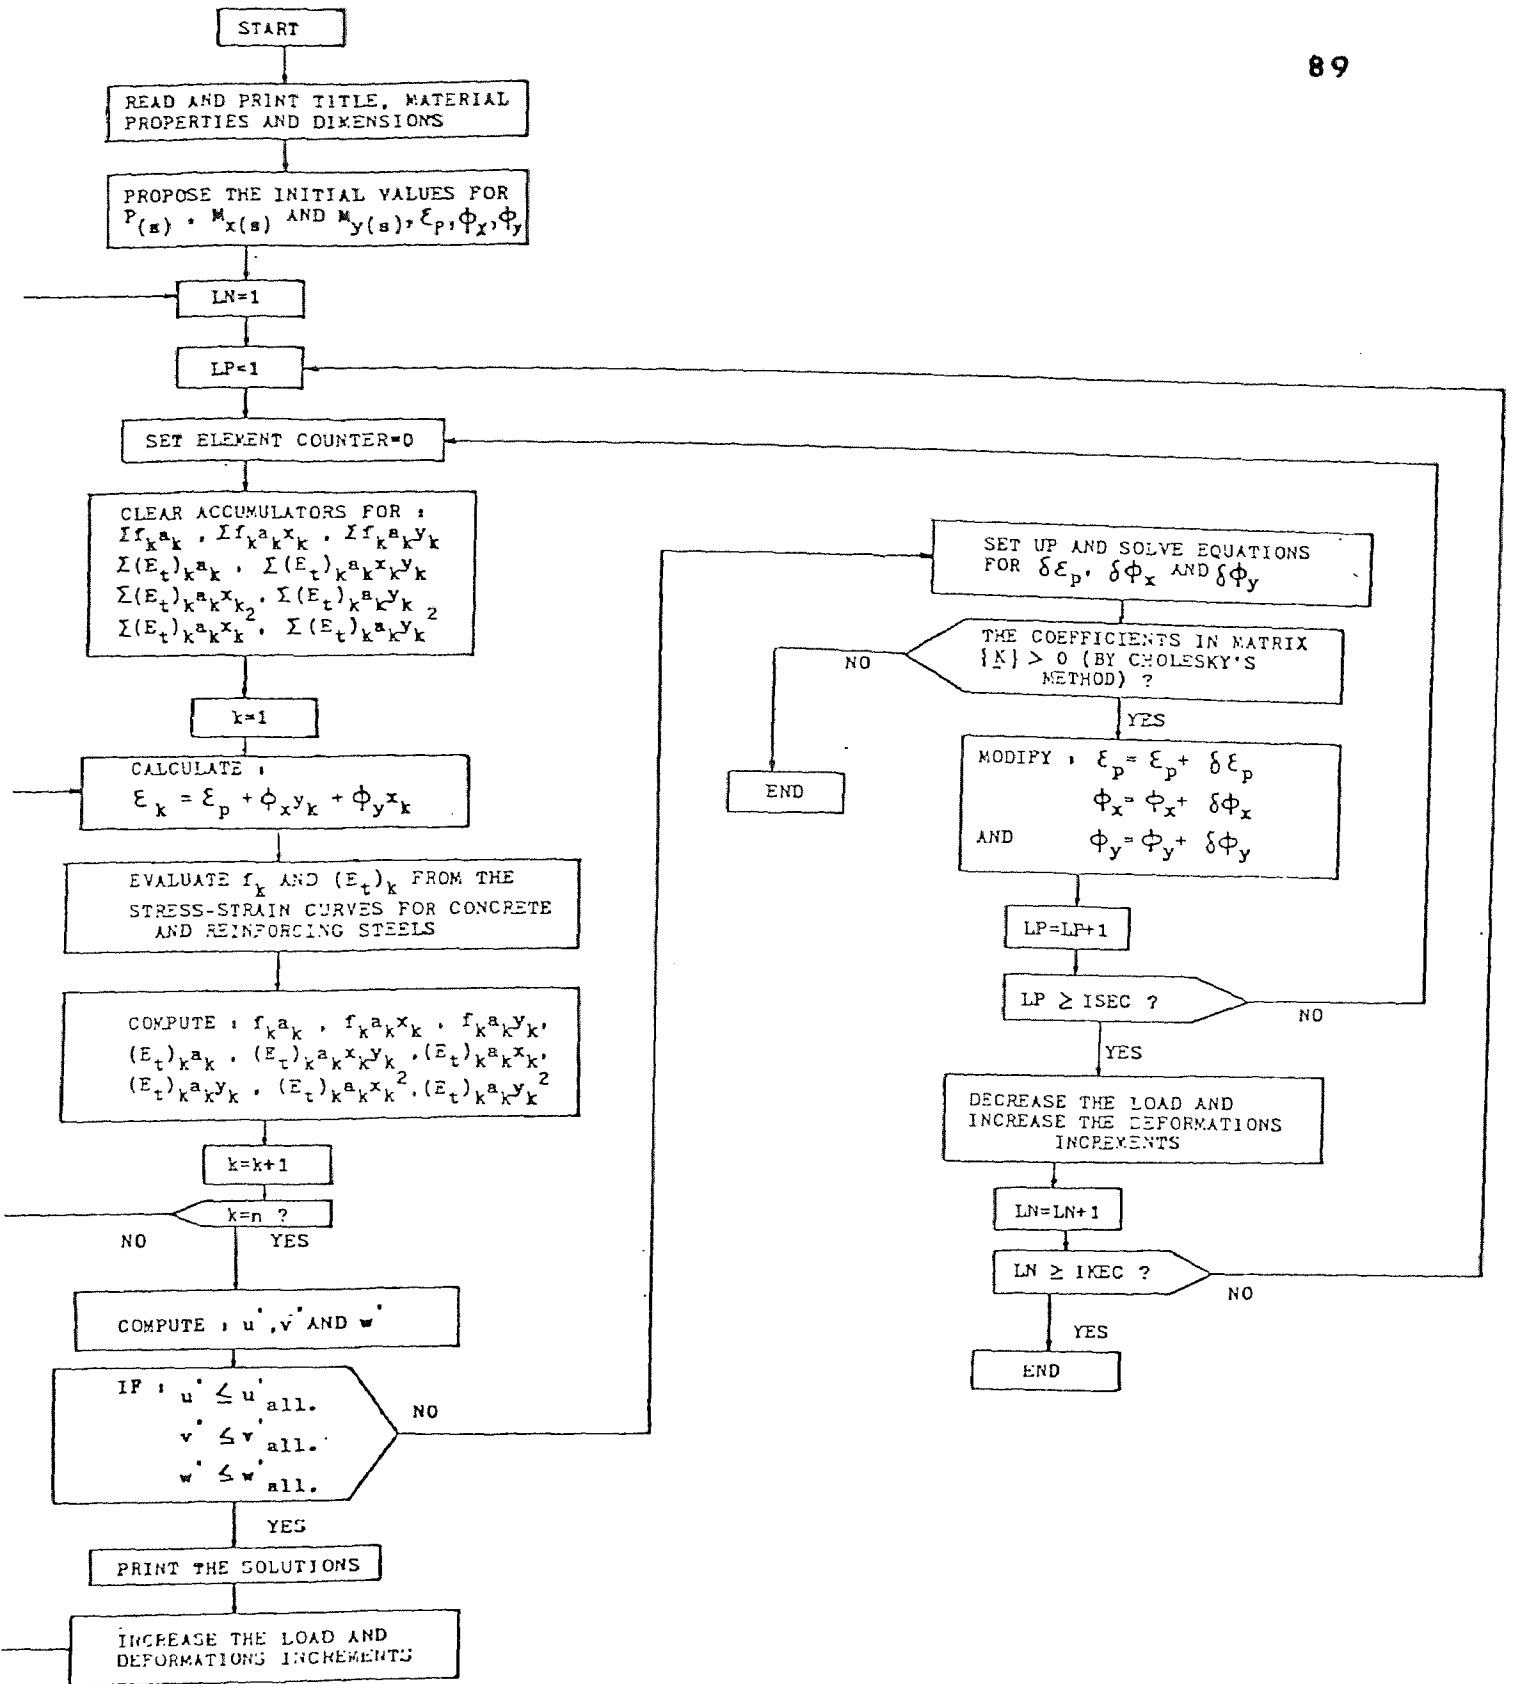 89
START
READ AND PRINT TITLE, MATERIAL
PROPERTIES AND DIMENSIONS
PROPOSE THE INITIAL VALUES FOR
P(s) , Mx(s) AND My(s), εp, ϕx, ϕy
LN=1
LP=1
SET ELEMENT COUNTER=0
CLEAR ACCUMULATORS FOR :
Σfkak , Σfkakxk , Σfkakyk
Σ(Et)kak , Σ(Et)kakxkyk
Σ(Et)kakxk, Σ(Et)kakyk
Σ(Et)kakxk², Σ(Et)kakyk²
k=1
CALCULATE :
εk = εp + ϕxyk + ϕyxk
EVALUATE fk AND (Et)k FROM THE
STRESS-STRAIN CURVES FOR CONCRETE
AND REINFORCING STEELS
COMPUTE : fkak , fkakxk , fkakyk,
(Et)kak , (Et)kakxkyk ,(Et)kakxk,
(Et)kakyk , (Et)kakxk²,(Et)kakyk²
k=k+1
k=n ?
NO YES
COMPUTE : u',v' AND w'
IF : u' ≤ u'all.
v' ≤ v'all.
w' ≤ w'all.
NO
YES
PRINT THE SOLUTIONS
INCREASE THE LOAD AND
DEFORMATIONS INCREMENTS
SET UP AND SOLVE EQUATIONS
FOR δεp, δϕx AND δϕy
THE COEFFICIENTS IN MATRIX
{K} > 0 (BY CHOLESKY'S
METHOD) ?
NO
YES
END
MODIFY : εp = εp + δεp
ϕx = ϕx + δϕx
AND ϕy = ϕy + δϕy
LP=LP+1
LP ≥ ISEC ?
NO
YES
DECREASE THE LOAD AND
INCREASE THE DEFORMATIONS
INCREMENTS
LN=LN+1
LN ≥ IKEC ?
NO
YES
END